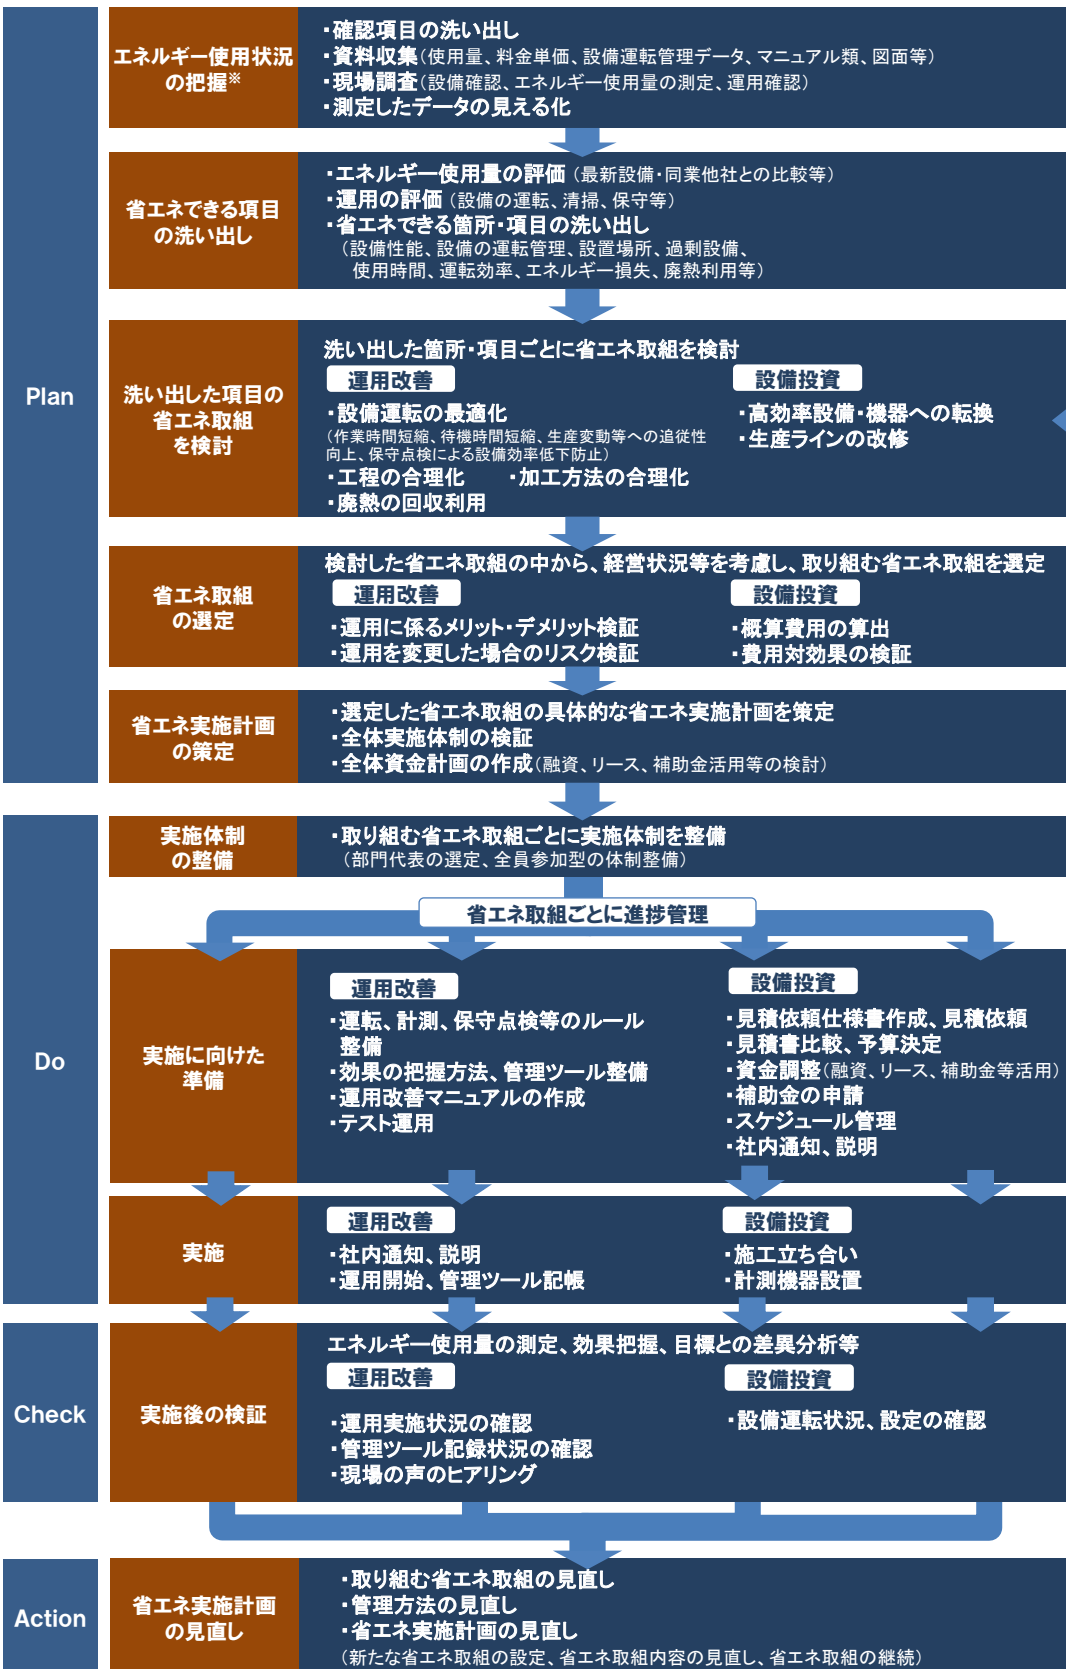 Plan
エネルギー使用状況
の把握※
・確認項目の洗い出し
・資料収集（使用量、料金単価、設備運転管理データ、マニュアル類、図面等）
・現場調査（設備確認、エネルギー使用量の測定、運用確認）
・測定したデータの見える化
省エネできる項目
の洗い出し
・エネルギー使用量の評価（最新設備・同業他社との比較等）
・運用の評価（設備の運転、清掃、保守等）
・省エネできる箇所・項目の洗い出し
（設備性能、設備の運転管理、設置場所、過剰設備、
使用時間、運転効率、エネルギー損失、廃熱利用等）
洗い出した項目の
省エネ取組
を検討
洗い出した箇所・項目ごとに省エネ取組を検討
運用改善
・設備運転の最適化
（作業時間短縮、待機時間短縮、生産変動等への追従性
向上、保守点検による設備効率低下防止）
・工程の合理化　・加工方法の合理化
・廃熱の回収利用
設備投資
・高効率設備・機器への転換
・生産ラインの改修
省エネ取組
の選定
検討した省エネ取組の中から、経営状況等を考慮し、取り組む省エネ取組を選定
運用改善
・運用に係るメリット・デメリット検証
・運用を変更した場合のリスク検証
設備投資
・概算費用の算出
・費用対効果の検証
省エネ実施計画
の策定
・選定した省エネ取組の具体的な省エネ実施計画を策定
・全体実施体制の検証
・全体資金計画の作成（融資、リース、補助金活用等の検討）
Do
実施体制
の整備
・取り組む省エネ取組ごとに実施体制を整備
（部門代表の選定、全員参加型の体制整備）
省エネ取組ごとに進捗管理
実施に向けた
準備
運用改善
・運転、計測、保守点検等のルール
整備
・効果の把握方法、管理ツール整備
・運用改善マニュアルの作成
・テスト運用
設備投資
・見積依頼仕様書作成、見積依頼
・見積書比較、予算決定
・資金調整（融資、リース、補助金等活用）
・補助金の申請
・スケジュール管理
・社内通知、説明
実施
運用改善
・社内通知、説明
・運用開始、管理ツール記帳
設備投資
・施工立ち合い
・計測機器設置
Check
実施後の検証
エネルギー使用量の測定、効果把握、目標との差異分析等
運用改善
・運用実施状況の確認
・管理ツール記録状況の確認
・現場の声のヒアリング
設備投資
・設備運転状況、設定の確認
Action
省エネ実施計画
の見直し
・取り組む省エネ取組の見直し
・管理方法の見直し
・省エネ実施計画の見直し
（新たな省エネ取組の設定、省エネ取組内容の見直し、省エネ取組の継続）